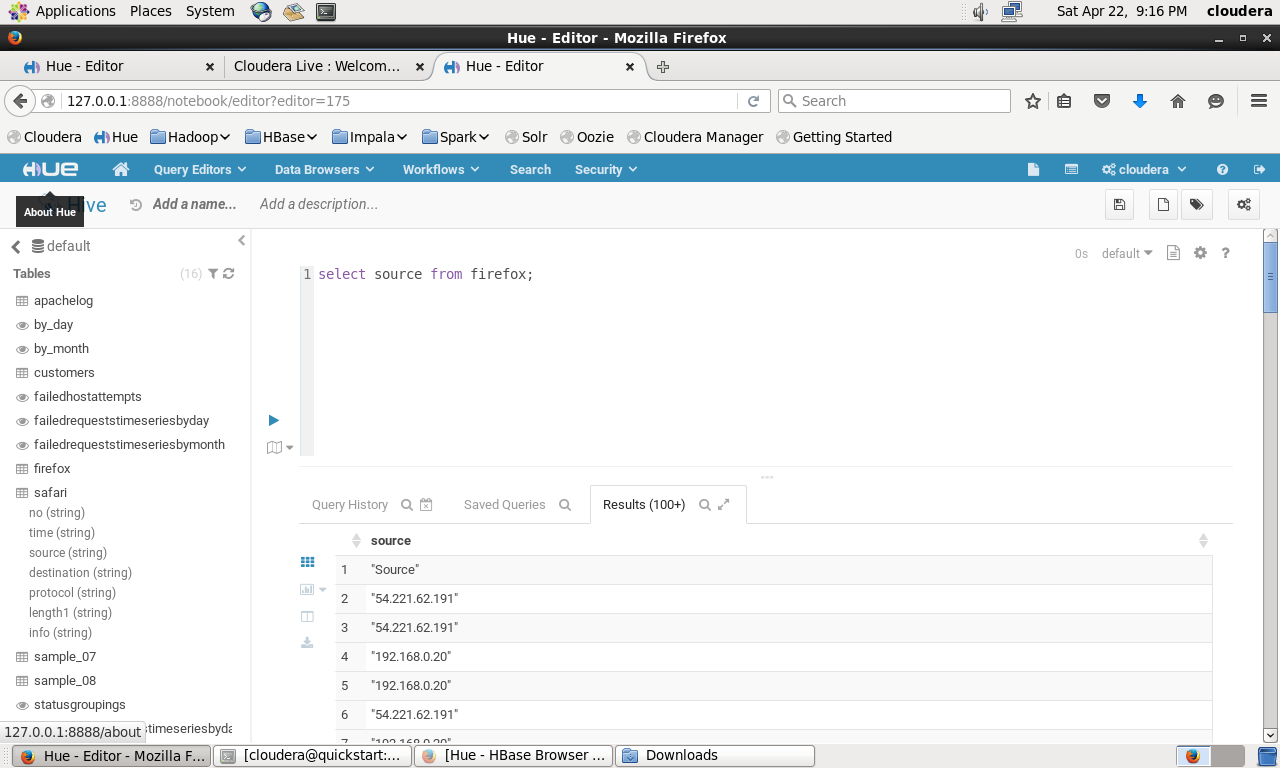 Applications Places System Sat Apr 22, 9:16 PM cloudera
Hue - Editor - Mozilla Firefox
Hue - Editor Cloudera Live : Welcom... Hue - Editor
127.0.0.1:8888/notebook/editor?editor=175 Search
Cloudera Hue Hadoop HBase Impala Spark Solr Oozie Cloudera Manager Getting Started
HUE Query Editors Data Browsers Workflows Search Security cloudera
About Hue Hive Add a name... Add a description...
default
0s default
Tables (16)
1 select source from firefox;
apachelog
by_day
by_month
customers
failedhostattempts
failedrequeststimeseriesbyday
failedrequeststimeseriesbymonth
firefox
safari
no (string)
time (string)
source (string)
destination (string)
protocol (string)
length1 (string)
info (string)
sample_07
sample_08
statusgroupings
timeseriesbyda
Query History Saved Queries Results (100+)
source
1 "Source"
2 "54.221.62.191"
3 "54.221.62.191"
4 "192.168.0.20"
5 "192.168.0.20"
6 "54.221.62.191"
7 "192.168.0.20"
127.0.0.1:8888/about
Hue - Editor - Mozilla F... [cloudera@quickstart:... [Hue - HBase Browser ... Downloads